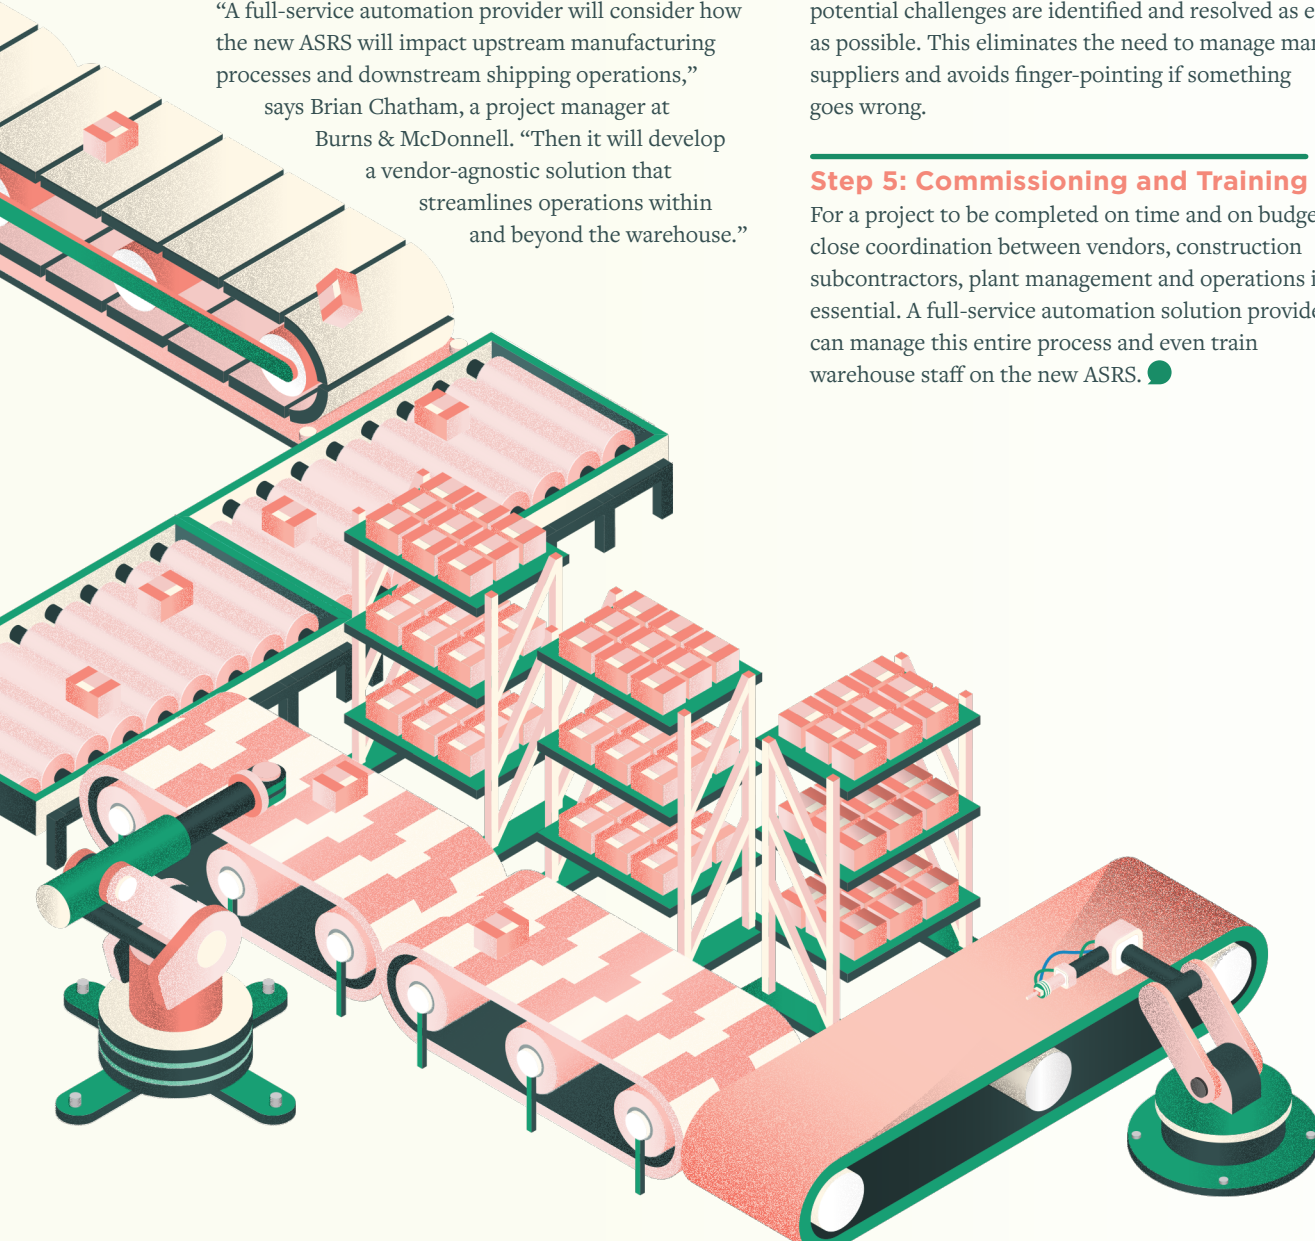 “A full-service automation provider will consider how
the new ASRS will impact upstream manufacturing
processes and downstream shipping operations,”
says Brian Chatham, a project manager at
Burns & McDonnell. “Then it will develop
a vendor-agnostic solution that
streamlines operations within
and beyond the warehouse.”
potential challenges are identified and resolved as
as possible. This eliminates the need to manage
suppliers and avoids finger-pointing if something
goes wrong.
Step 5: Commissioning and Training
For a project to be completed on time and on
close coordination between vendors, construction
subcontractors, plant management and operations
essential. A full-service automation solution
can manage this entire process and even train
warehouse staff on the new ASRS.